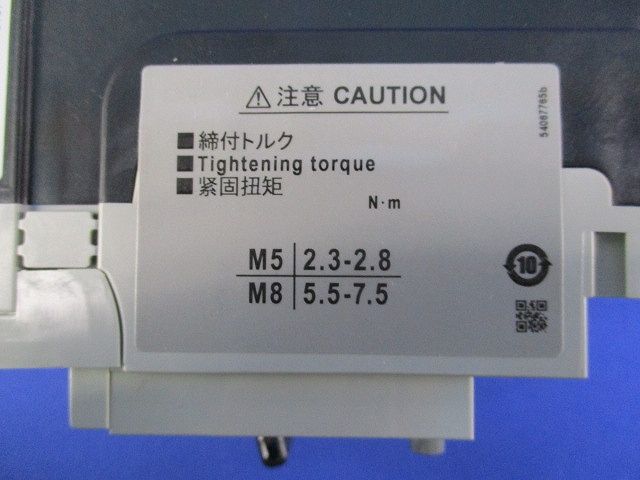 注意 CAUTION
■締付トルク
■Tightening torque
■紧固扭矩
N·m
M5 2.3-2.8
M8 5.5-7.5
10
54067765b